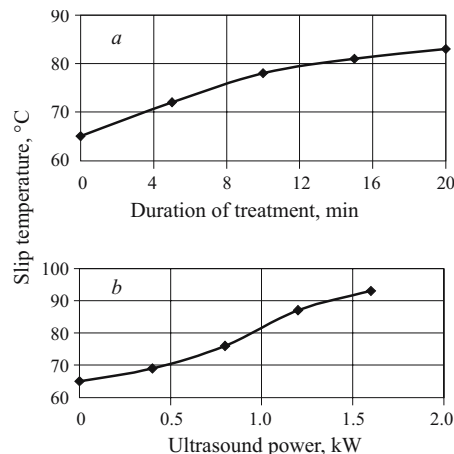 Slip temperature, °C
a
90
80
70
60
0 4 8 12 16 20
Duration of treatment, min
b
100
90
80
70
60
0 0.5 1.0 1.5 2.0
Ultrasound power, kW